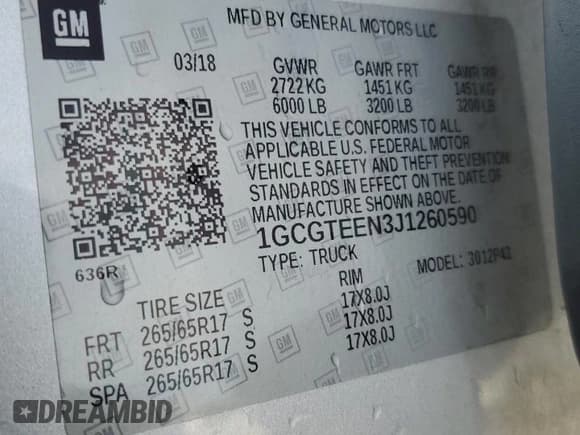 GM
MFD BY GENERAL MOTORS LLC
03/18 GVWR GAWR FRT GAWR RR
2722 KG 1451 KG 1451 KG
6000 LB 3200 LB 3200 LB
THIS VEHICLE CONFORMS TO ALL
APPLICABLE U.S. FEDERAL MOTOR
VEHICLE SAFETY AND THEFT PREVENTION
STANDARDS IN EFFECT ON THE DATE OF
MANUFACTURE SHOWN ABOVE.
1GCGTEEN3J1260590
636R TYPE: TRUCK MODEL: 3012P43
TIRE SIZE RIM
FRT 265/65R17 S 17X8.0J
RR 265/65R17 S 17X8.0J
SPA 265/65R17 S 17X8.0J
DREAMBID